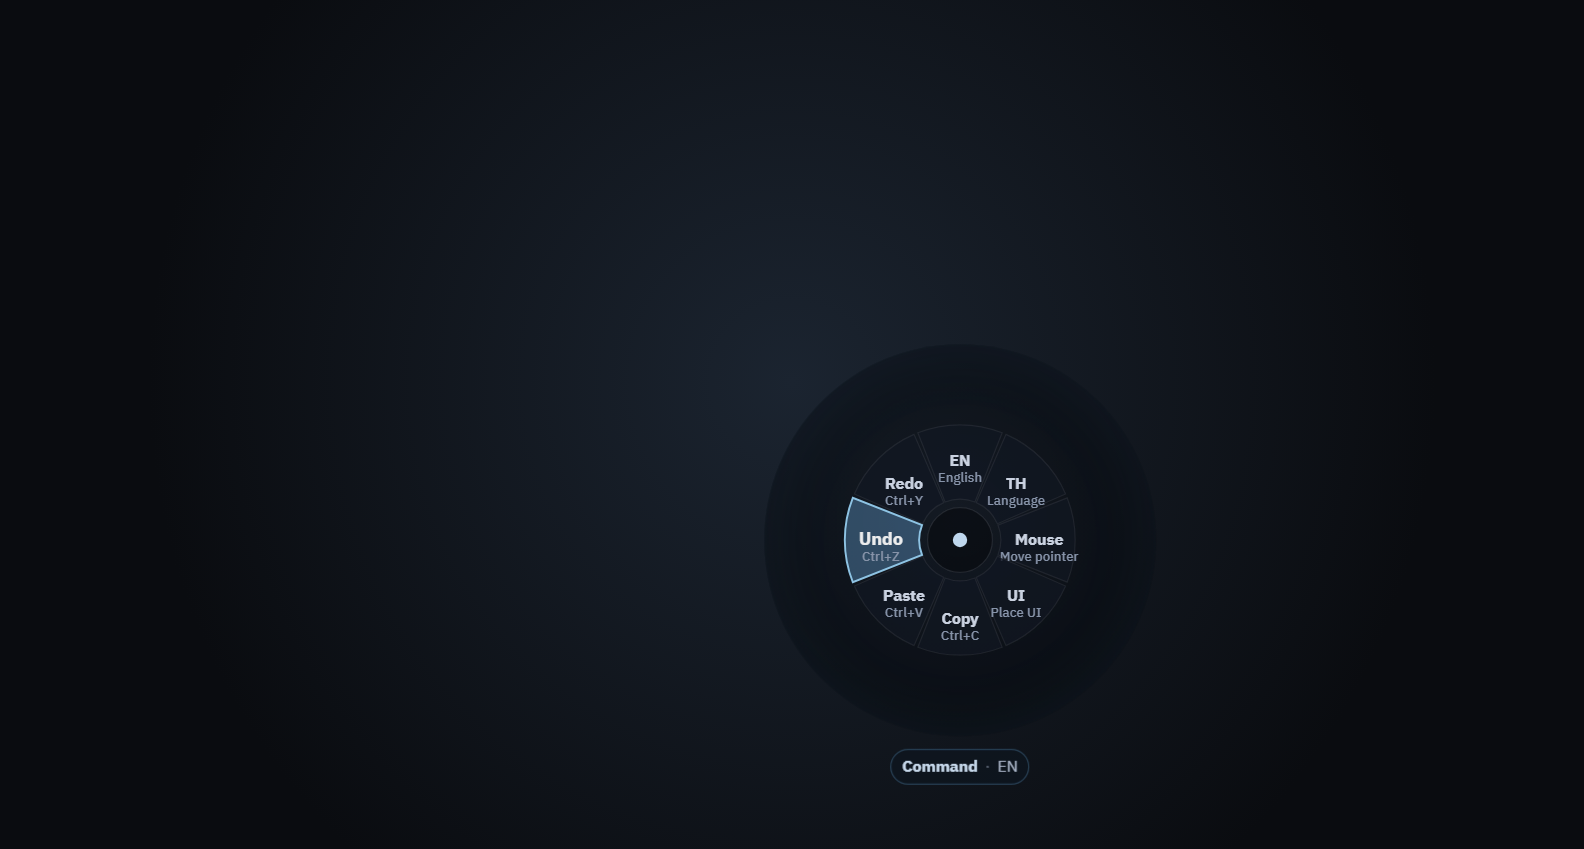 EN
English
Redo
Ctrl+Y
TH
Language
Undo
Ctrl+Z
Mouse
Move pointer
Paste
Ctrl+V
UI
Place UI
Copy
Ctrl+C
Command · EN